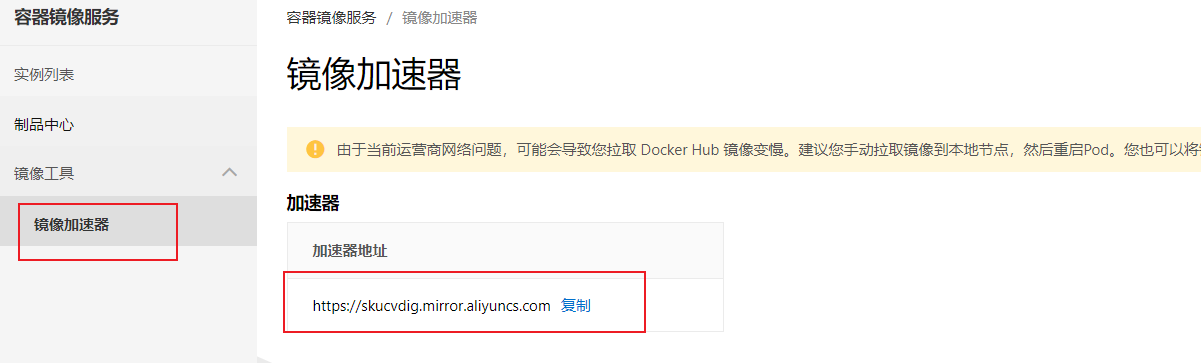 容器镜像服务
容器镜像服务 / 镜像加速器
实例列表
制品中心
镜像工具
镜像加速器
镜像加速器
由于当前运营商网络问题，可能会导致您拉取 Docker Hub 镜像变慢。建议您手动拉取镜像到本地节点，然后重启Pod。您也可以将
加速器
加速器地址
https://skucvdig.mirror.aliyuncs.com 复制